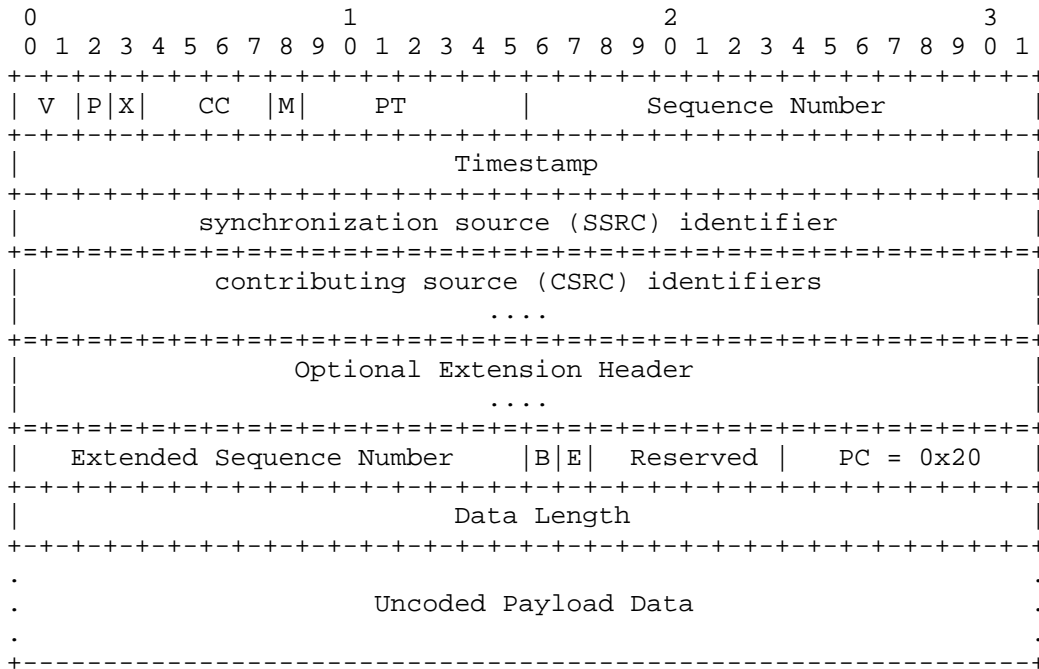 0                   1                   2                   3
 0 1 2 3 4 5 6 7 8 9 0 1 2 3 4 5 6 7 8 9 0 1 2 3 4 5 6 7 8 9 0 1
+-+-+-+-+-+-+-+-+-+-+-+-+-+-+-+-+-+-+-+-+-+-+-+-+-+-+-+-+-+-+-+-+
| V |P|X|   CC  |M|    PT       |       Sequence Number         |
+-+-+-+-+-+-+-+-+-+-+-+-+-+-+-+-+-+-+-+-+-+-+-+-+-+-+-+-+-+-+-+-+
|                           Timestamp                           |
+-+-+-+-+-+-+-+-+-+-+-+-+-+-+-+-+-+-+-+-+-+-+-+-+-+-+-+-+-+-+-+-+
|           synchronization source (SSRC) identifier            |
+=+=+=+=+=+=+=+=+=+=+=+=+=+=+=+=+=+=+=+=+=+=+=+=+=+=+=+=+=+=+=+=+
|            contributing source (CSRC) identifiers             |
|                             ....                              |
+=+=+=+=+=+=+=+=+=+=+=+=+=+=+=+=+=+=+=+=+=+=+=+=+=+=+=+=+=+=+=+=+
|                 Optional Extension Header                     |
|                             ....                              |
+=+=+=+=+=+=+=+=+=+=+=+=+=+=+=+=+=+=+=+=+=+=+=+=+=+=+=+=+=+=+=+=+
|   Extended Sequence Number    |B|E|  Reserved |   PC = 0x20   |
+-+-+-+-+-+-+-+-+-+-+-+-+-+-+-+-+-+-+-+-+-+-+-+-+-+-+-+-+-+-+-+-+
|                           Data Length                         |
+-+-+-+-+-+-+-+-+-+-+-+-+-+-+-+-+-+-+-+-+-+-+-+-+-+-+-+-+-+-+-+-+
.                                                               .
.                      Uncoded Payload Data                     .
.                                                               .
+---------------------------------------------------------------+